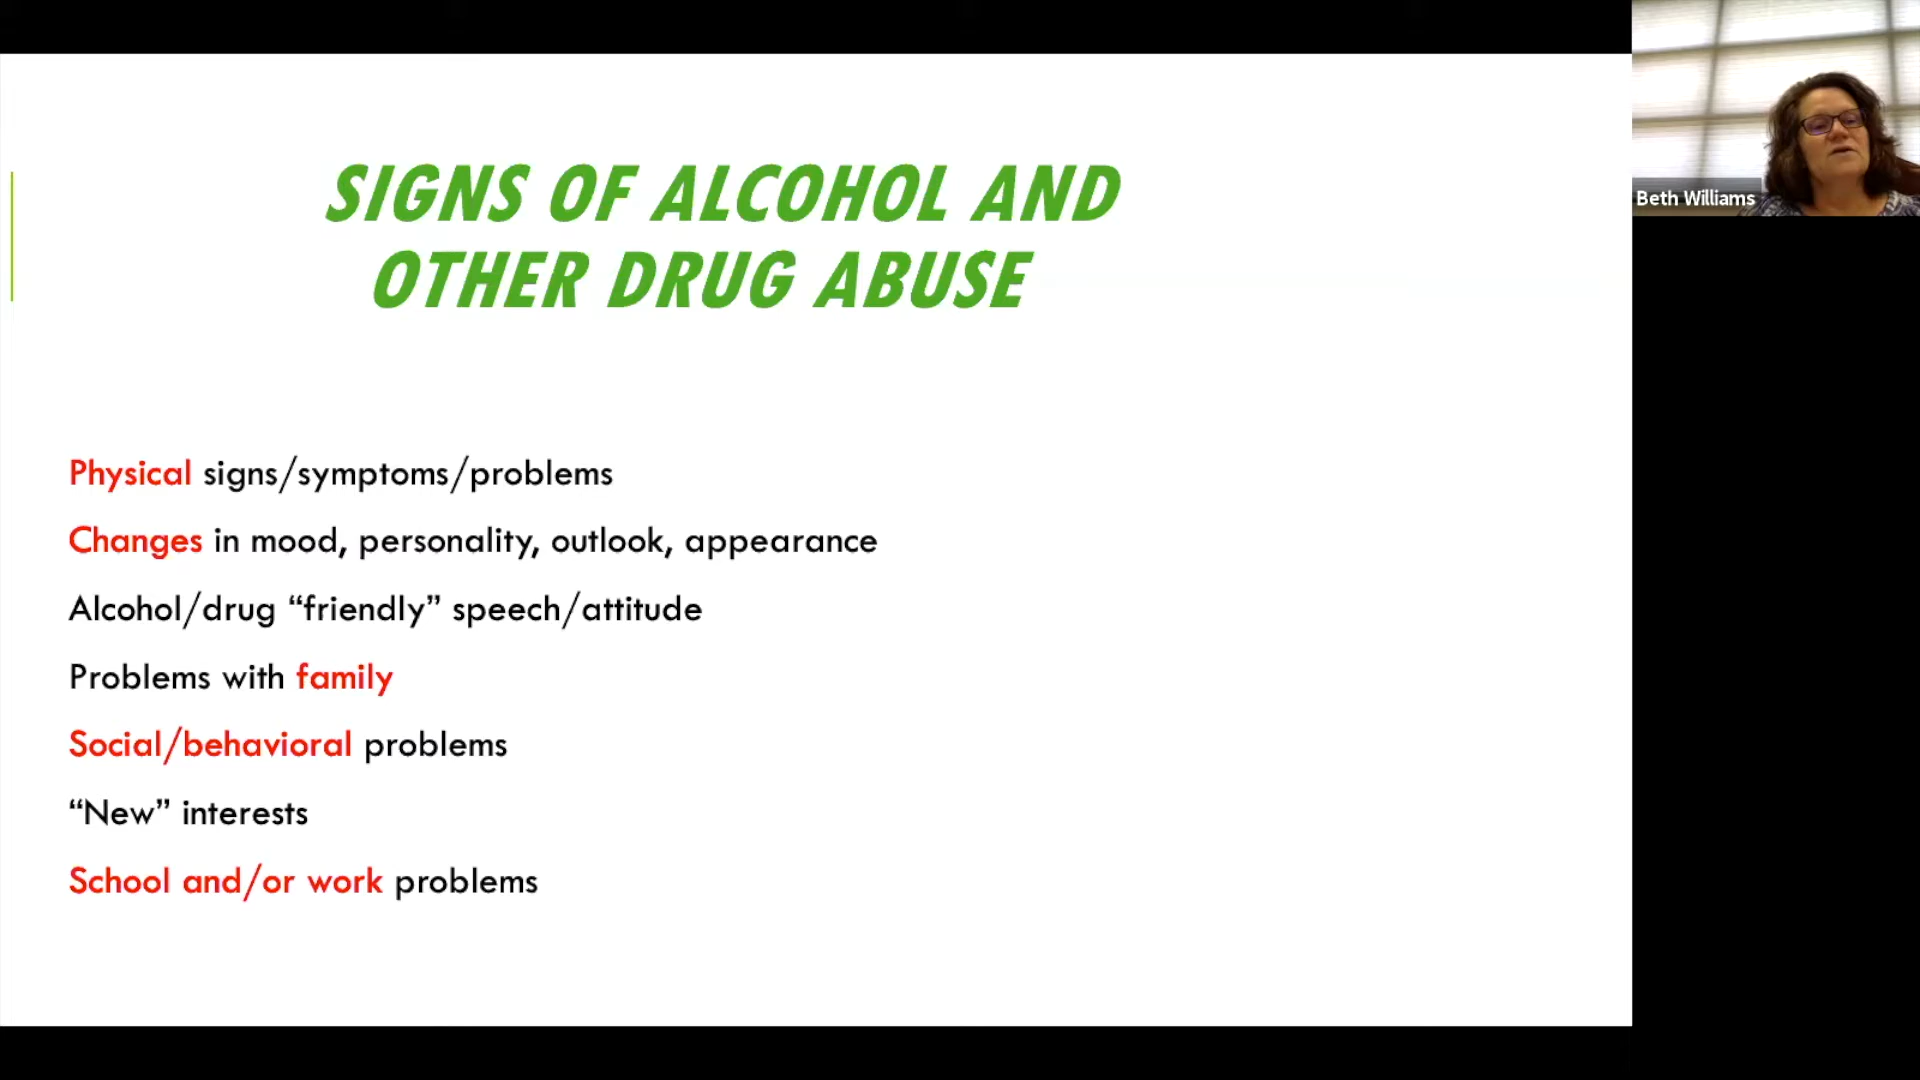 SIGNS OF ALCOHOL AND
OTHER DRUG ABUSE
Physical signs/symptoms/problems
Changes in mood, personality, outlook, appearance
Alcohol/drug “friendly” speech/attitude
Problems with family
Social/behavioral problems
“New” interests
School and/or work problems
Beth Williams